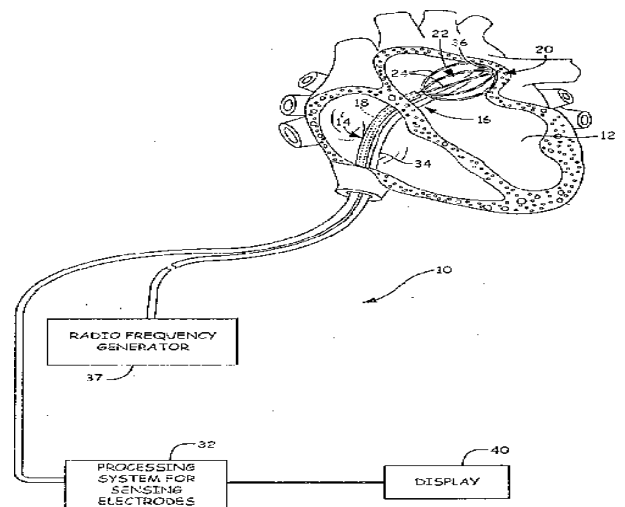 36
22
20
24
18
16
14
12
34
10
RADIO FREQUENCY
GENERATOR
37
32
PROCESSING
SYSTEM FOR
SENSING
ELECTRODES
40
DISPLAY